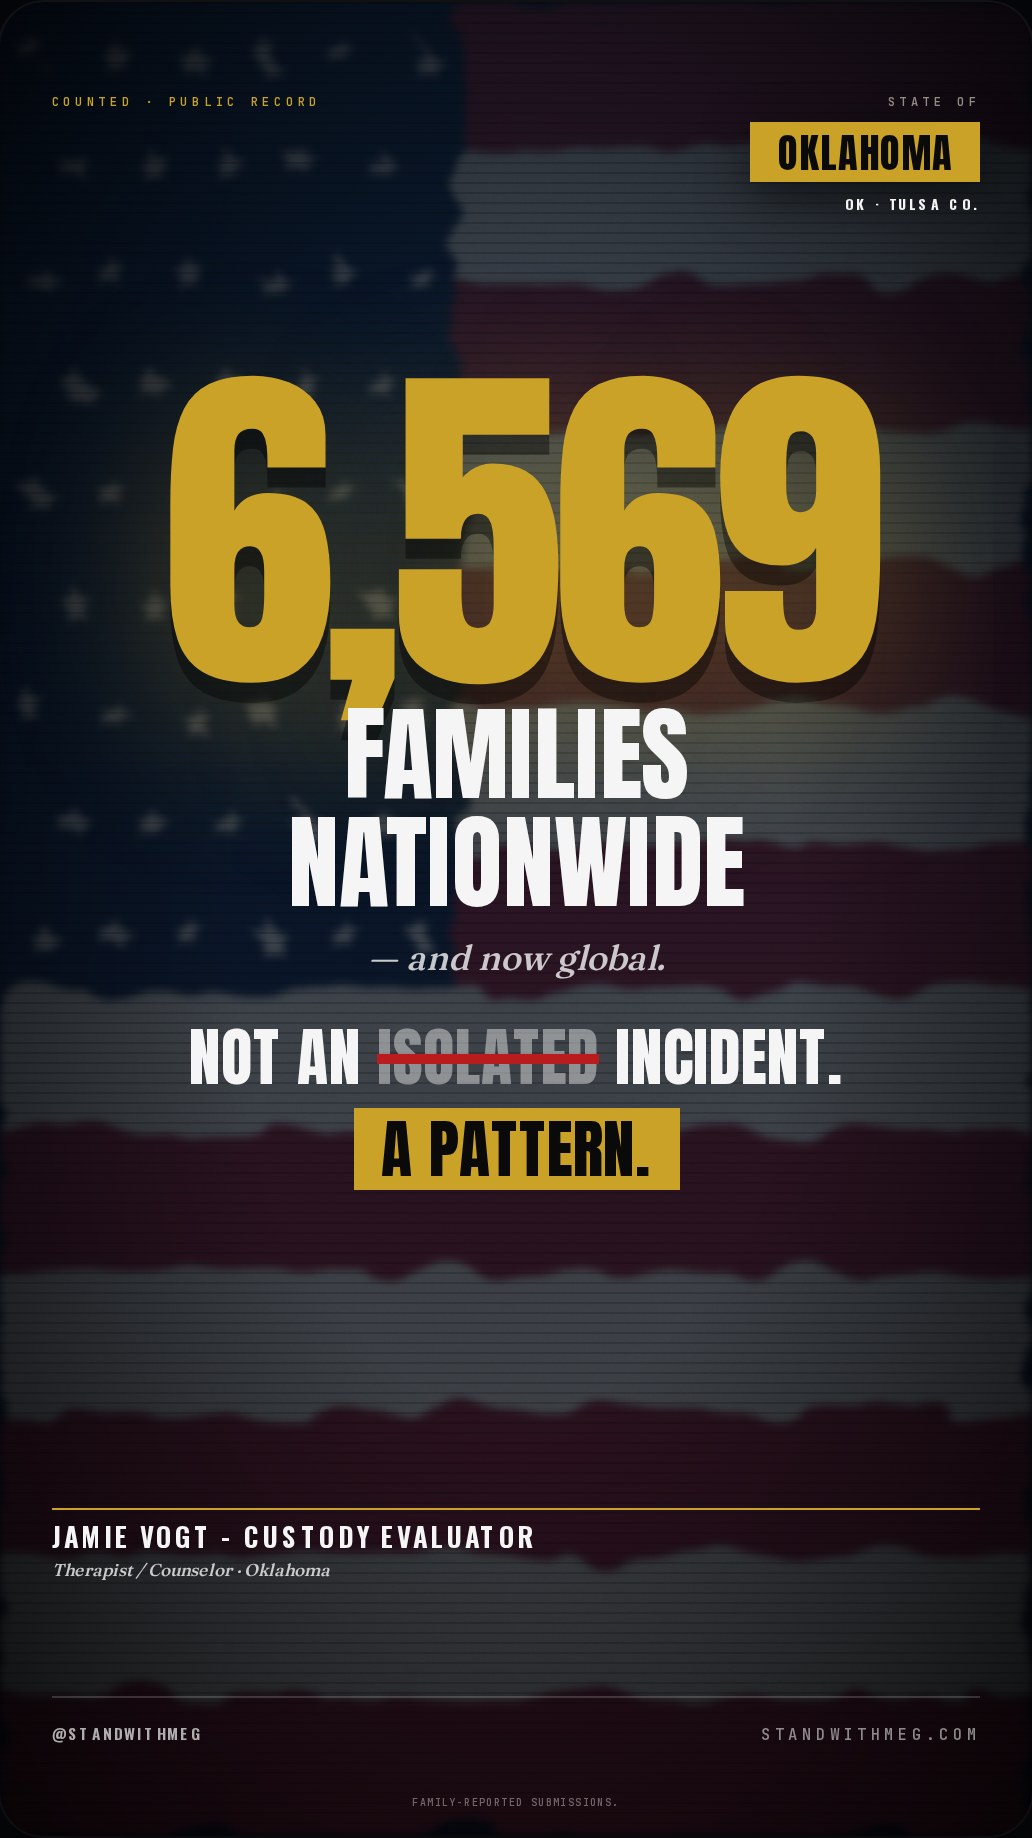 COUNTED · PUBLIC RECORD
STATE OF
OKLAHOMA
OK · TULSA CO.
6,569
FAMILIES
NATIONWIDE
— and now global.
NOT AN ISOLATED INCIDENT.
A PATTERN.
JAMIE VOGT - CUSTODY EVALUATOR
Therapist / Counselor · Oklahoma
@STANDWITHMEG
STANDWITHMEG.COM
FAMILY-REPORTED SUBMISSIONS.